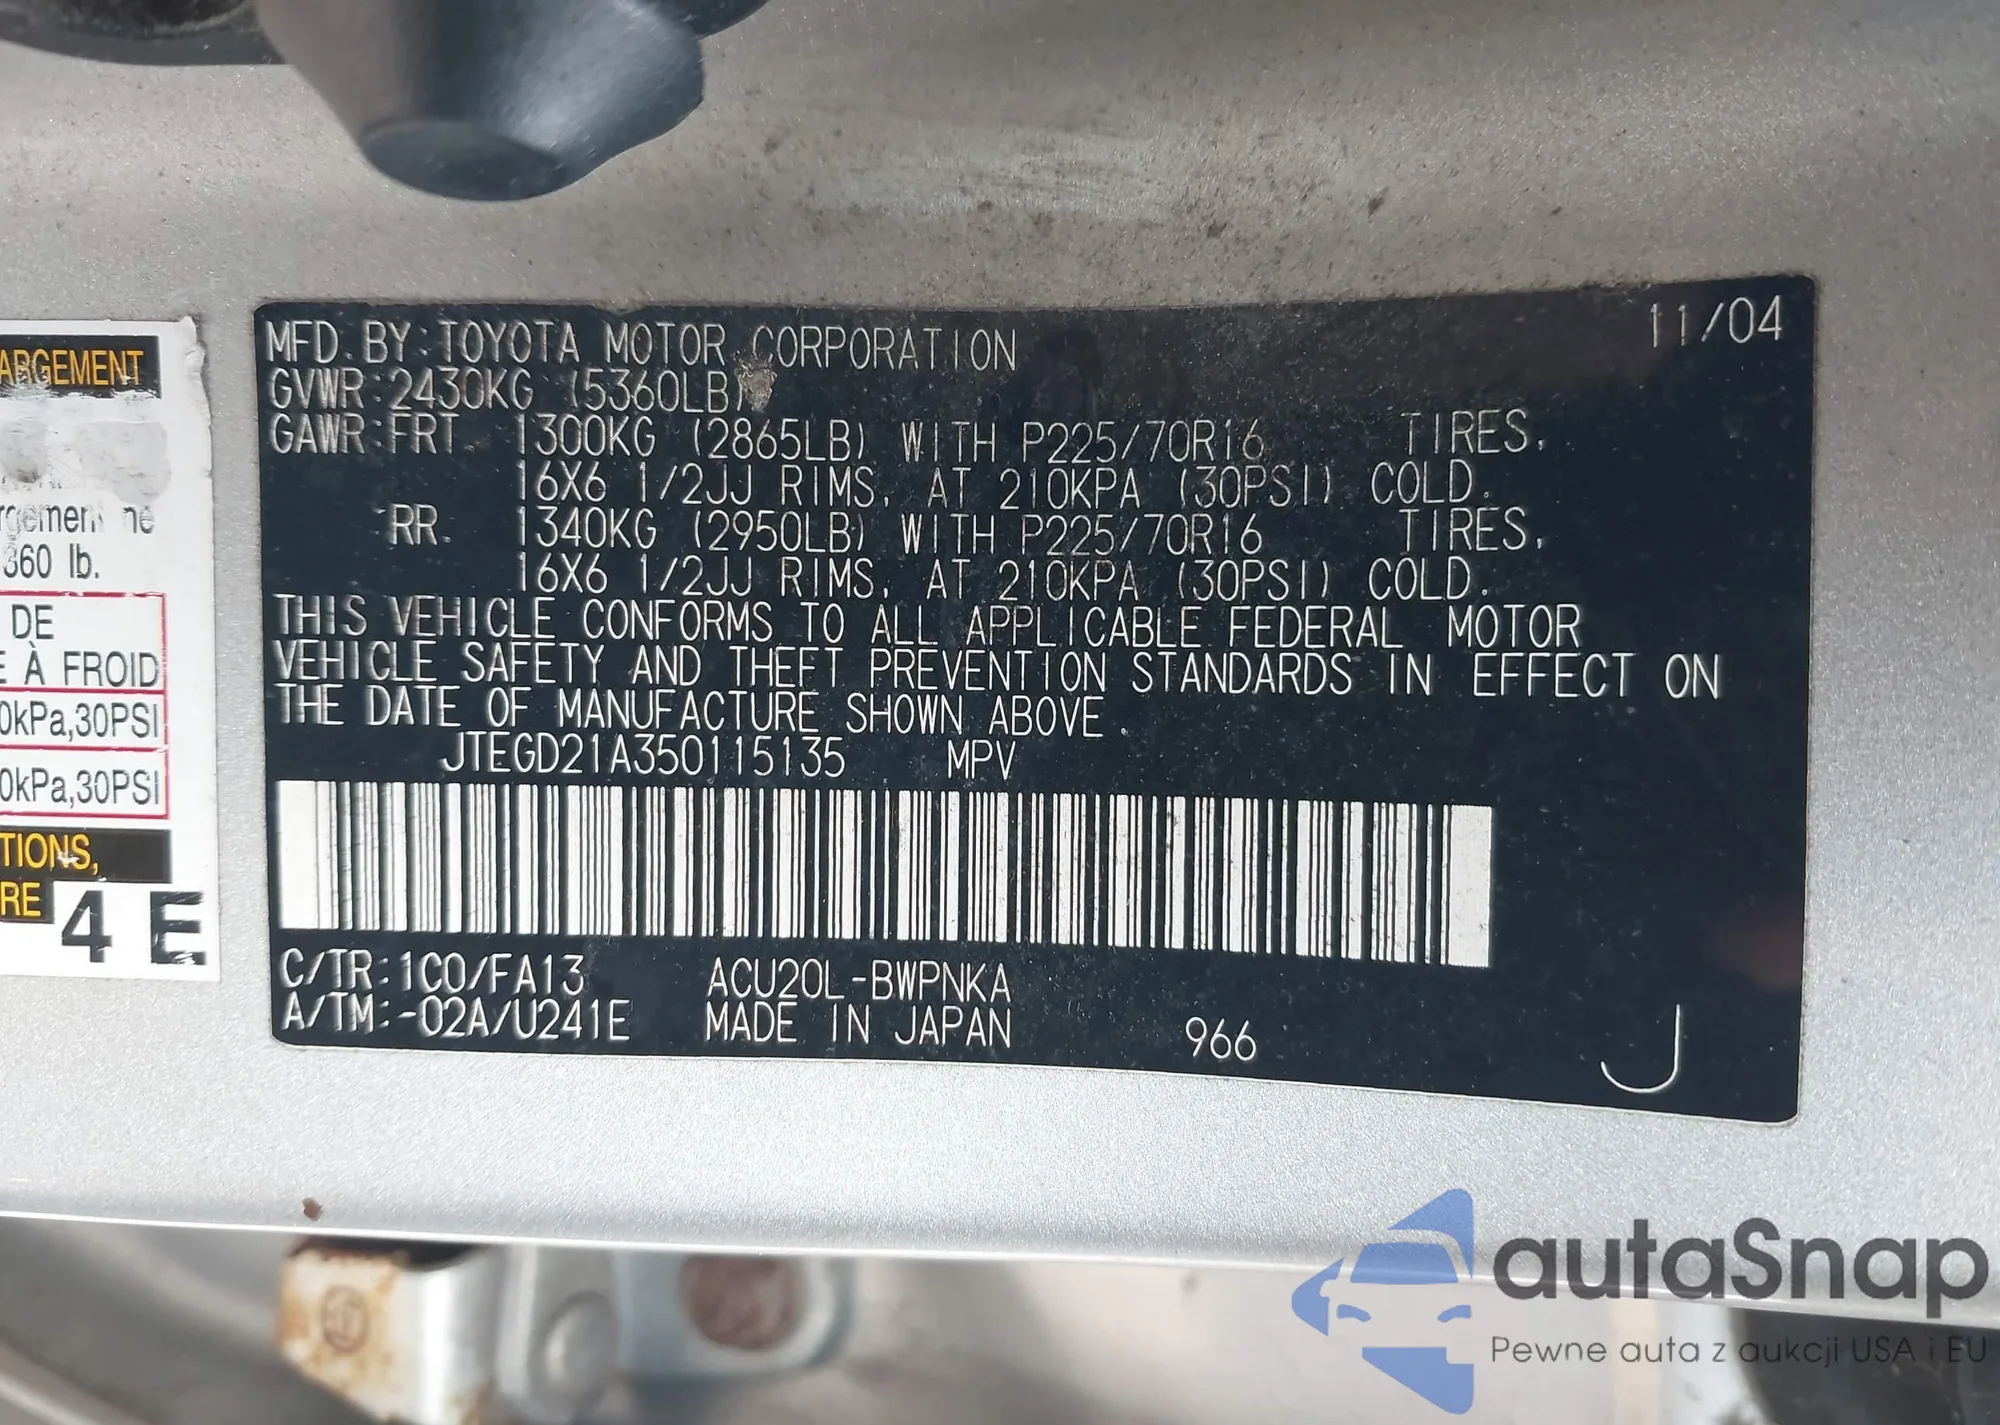 ARGEMENT
360 lb.
DE
À FROID
0kPa,30PSI
0kPa,30PSI
TIONS,
RE
4 E
MFD. BY: TOYOTA MOTOR CORPORATION 11/04
GVWR: 2430KG (5360LB)
GAWR: FRT. 1300KG (2865LB) WITH P225/70R16 TIRES,
16X6 1/2JJ RIMS, AT 210KPA (30PSI) COLD.
RR. 1340KG (2950LB) WITH P225/70R16 TIRES,
16X6 1/2JJ RIMS, AT 210KPA (30PSI) COLD.
THIS VEHICLE CONFORMS TO ALL APPLICABLE FEDERAL MOTOR
VEHICLE SAFETY AND THEFT PREVENTION STANDARDS IN EFFECT ON
THE DATE OF MANUFACTURE SHOWN ABOVE.
JTEGD21A350115135 MPV
C/TR: 1C0/FA13 ACU20L-BWPNKA
A/TM: -02A/U241E MADE IN JAPAN 966
J
autaSnap
Pewne auta z aukcji USA i EU